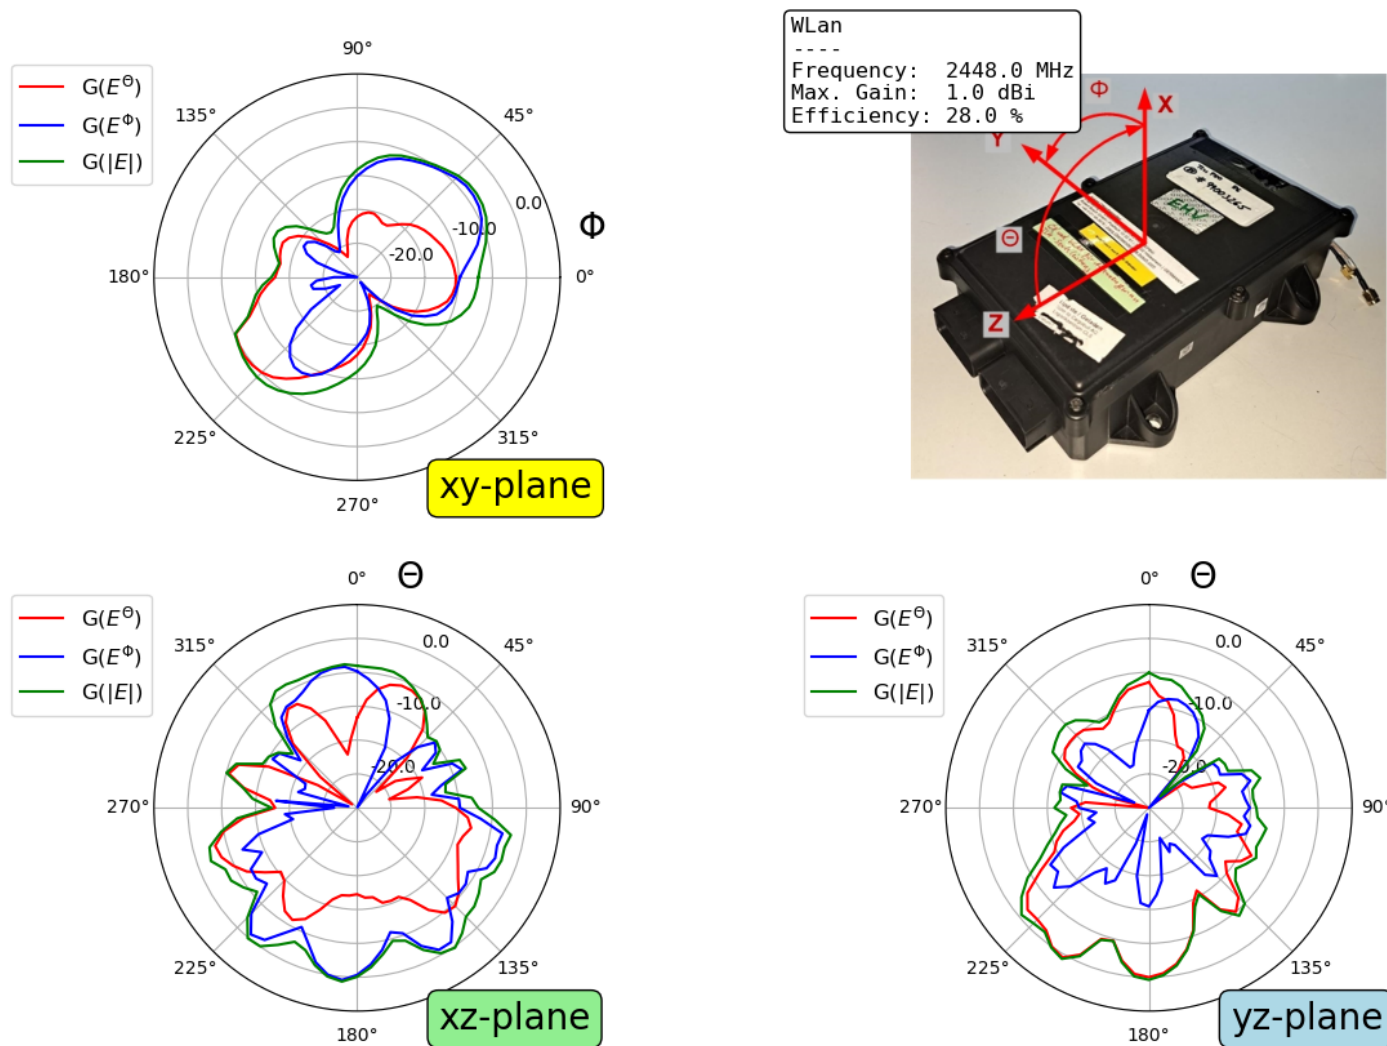 90°
G(E^Θ)
G(E^Φ)
G(|E|)
135°
45°
0.0
-10.0
-20.0
Φ
180°
0°
225°
315°
270°
xy-plane
WLan
----
Frequency: 2448.0 MHz
Max. Gain: 1.0 dBi
Efficiency: 28.0 %
Φ
X
Y
Θ
Z
EHV
0°
Θ
G(E^Θ)
G(E^Φ)
G(|E|)
315°
45°
0.0
-10.0
-20.0
270°
90°
225°
135°
180°
xz-plane
0°
Θ
G(E^Θ)
G(E^Φ)
G(|E|)
315°
45°
0.0
-10.0
-20.0
270°
90°
225°
135°
180°
yz-plane